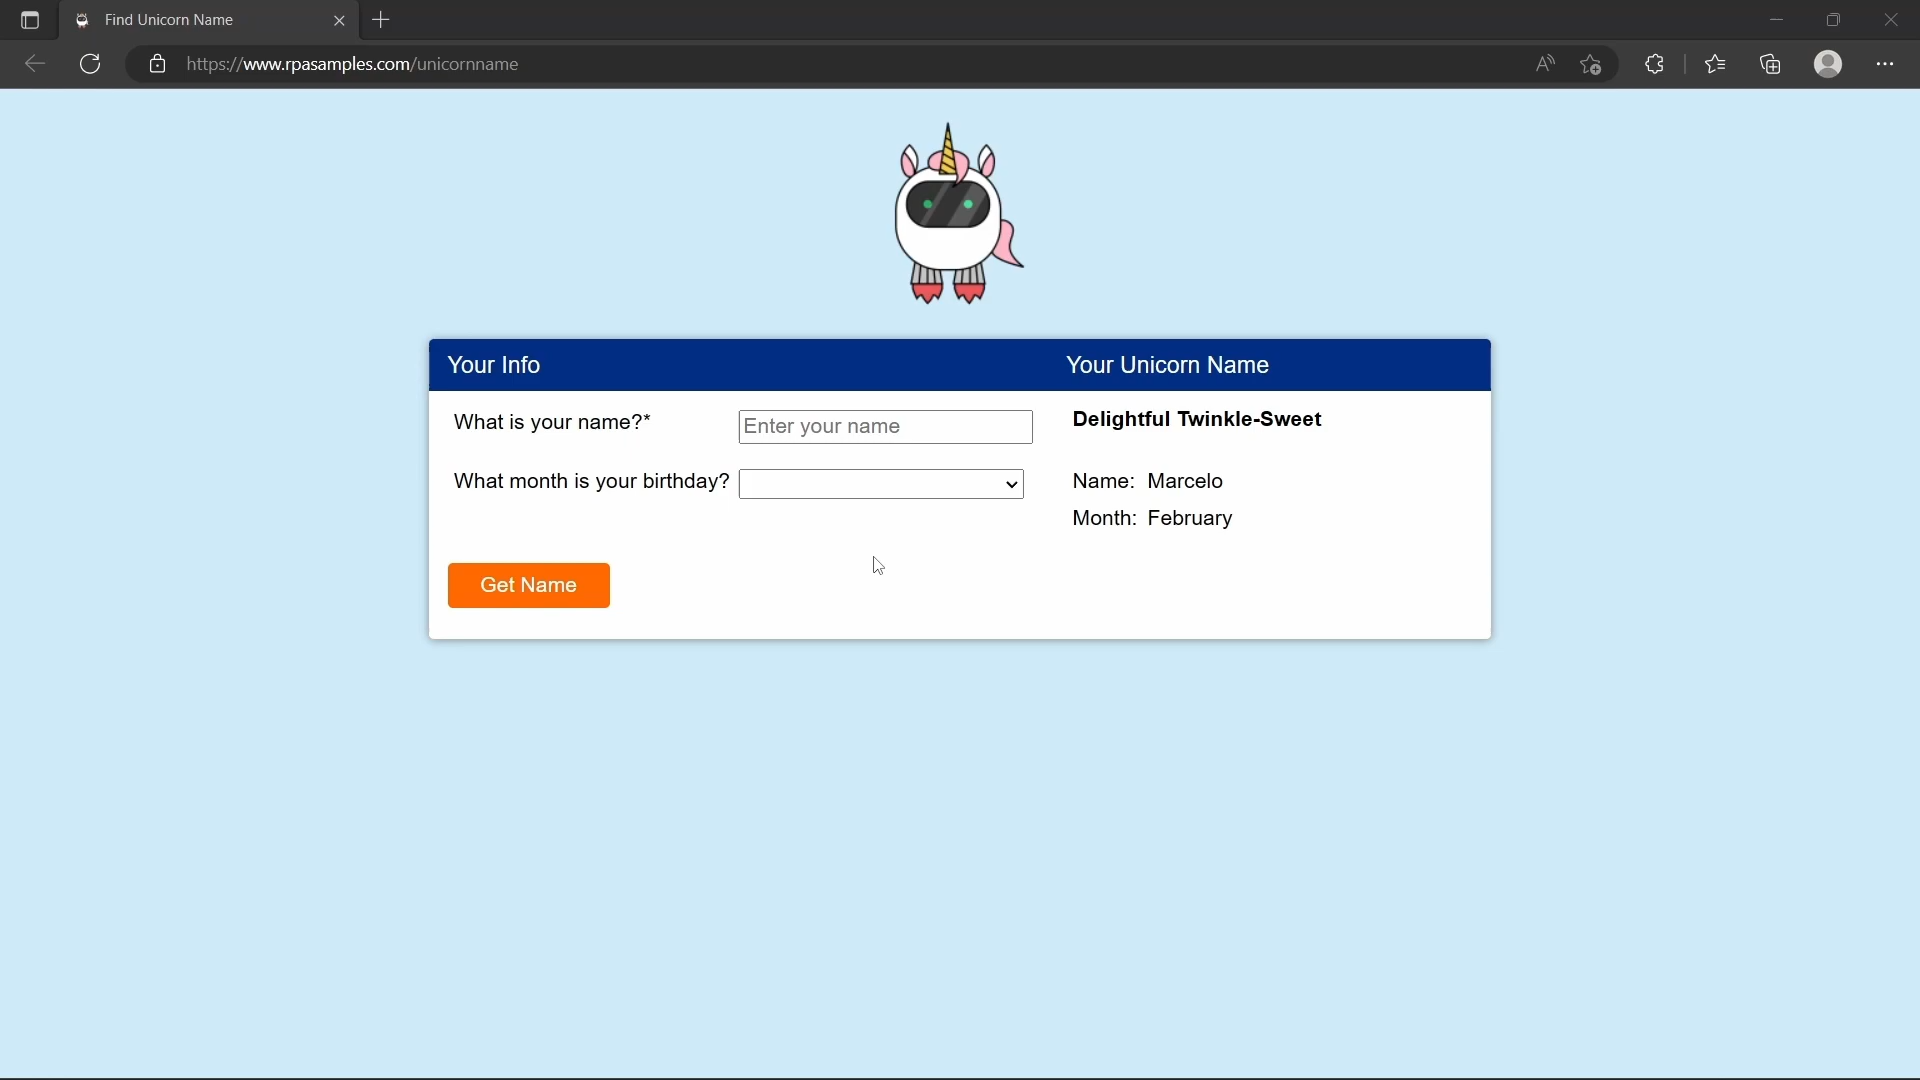 Find Unicorn Name
https://www.rpasamples.com/unicornname
Your Info
Your Unicorn Name
What is your name?*
Enter your name
Delightful Twinkle-Sweet
What month is your birthday?
Name: Marcelo
Month: February
Get Name